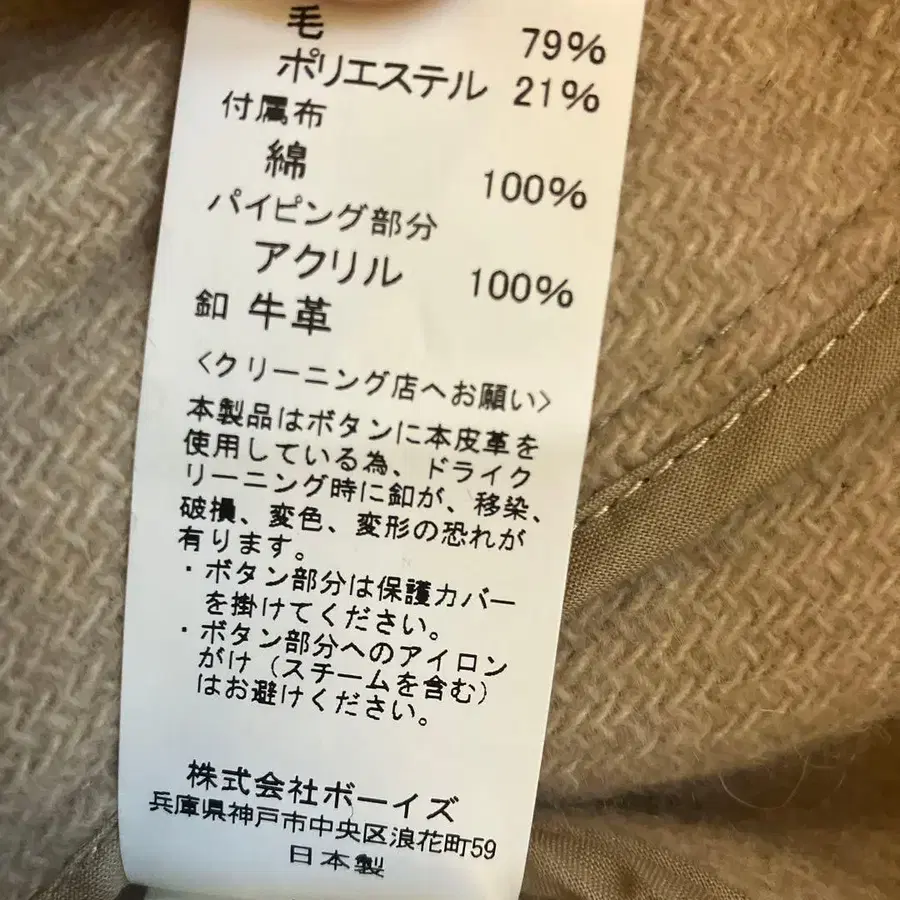 毛 79%
ポリエステル 21%
付属布
綿 100%
パイピング部分
アクリル 100%
釦 牛革
<クリーニング店へお願い>
本製品はボタンに本皮革を
使用している為、ドライク
リーニング時に釦が、移染、
破損、変色、変形の恐れが
有ります。
・ボタン部分は保護カバー
を掛けてください。
・ボタン部分へのアイロン
がけ(スチームを含む)
はお避けください。
株式会社ボーイズ
兵庫県神戸市中央区浪花町59
日本製